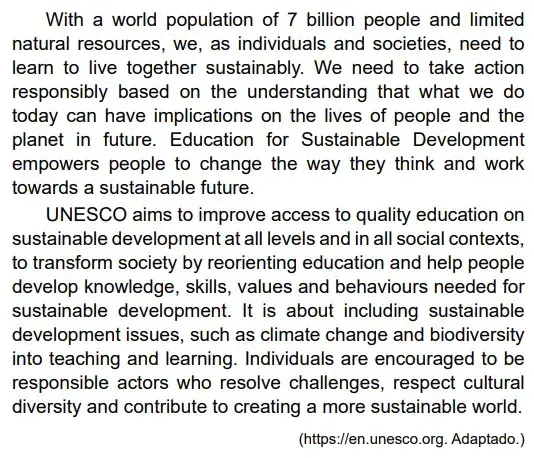 With a world population of 7 billion people and limited
natural resources, we, as individuals and societies, need to
learn to live together sustainably. We need to take action
responsibly based on the understanding that what we do
today can have implications on the lives of people and the
planet in future. Education for Sustainable Development
empowers people to change the way they think and work
towards a sustainable future.
UNESCO aims to improve access to quality education on
sustainable development at all levels and in all social contexts,
to transform society by reorienting education and help people
develop knowledge, skills, values and behaviours needed for
sustainable development. It is about including sustainable
development issues, such as climate change and biodiversity
into teaching and learning. Individuals are encouraged to be
responsible actors who resolve challenges, respect cultural
diversity and contribute to creating a more sustainable world.
(https://en.unesco.org. Adaptado.)